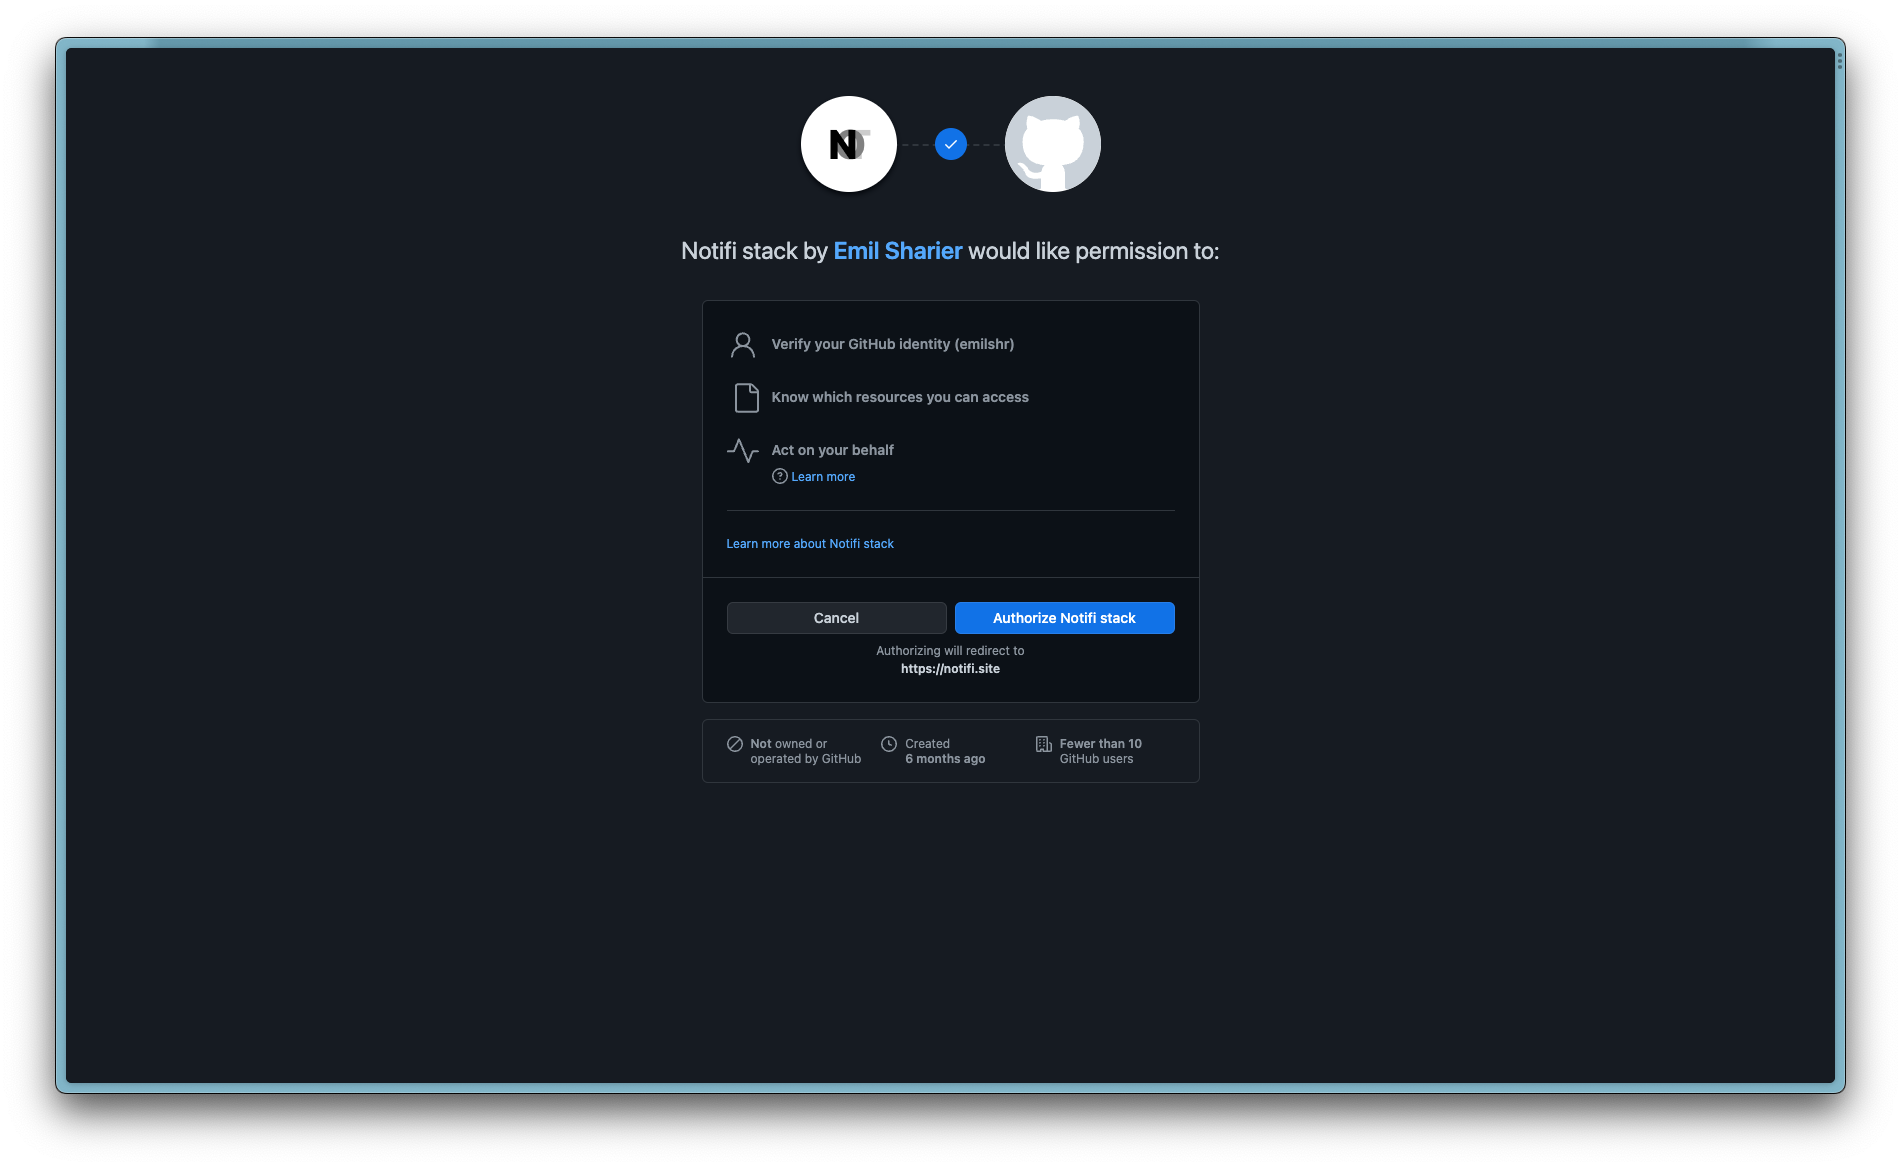 NOT
Notifi stack by Emil Sharier would like permission to:
Verify your GitHub identity (emilshr)
Know which resources you can access
Act on your behalf
Learn more
Learn more about Notifi stack
Cancel
Authorize Notifi stack
Authorizing will redirect to
https://notifi.site
Not owned or
operated by GitHub
Created
6 months ago
Fewer than 10
GitHub users